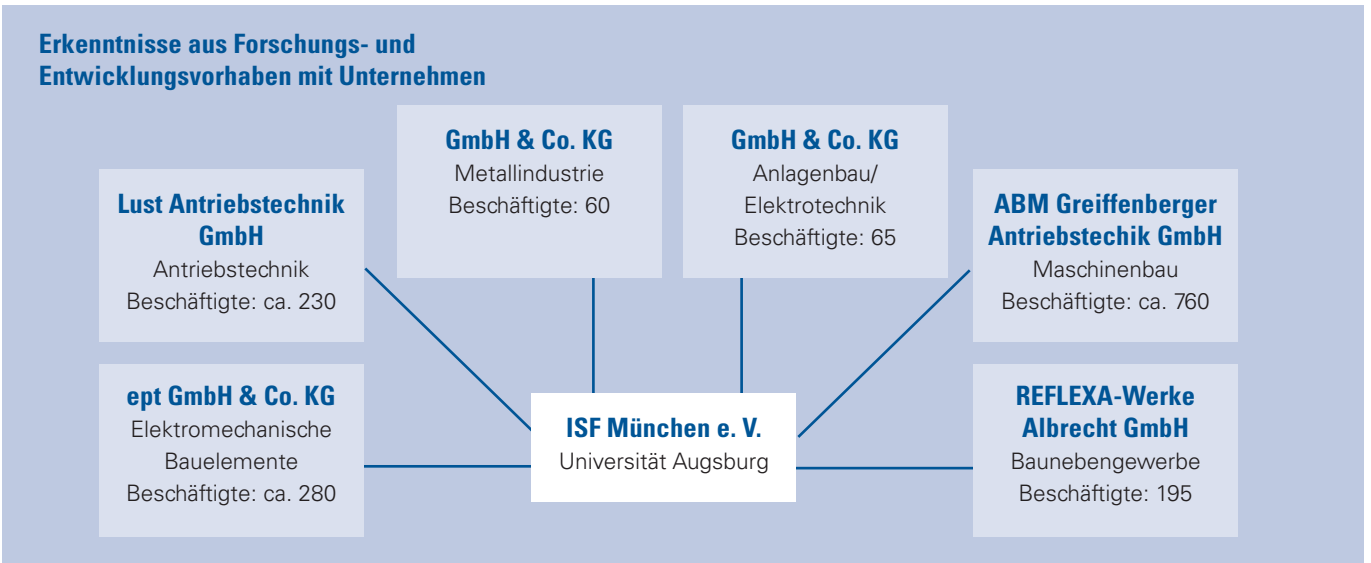 Erkenntnisse aus Forschungs- und
Entwicklungsvorhaben mit Unternehmen
GmbH & Co. KG
Metallindustrie
Beschäftigte: 60
GmbH & Co. KG
Anlagenbau/
Elektrotechnik
Beschäftigte: 65
Lust Antriebstechnik
GmbH
Antriebstechnik
Beschäftigte: ca. 230
ABM Greiffenberger
Antriebstechik GmbH
Maschinenbau
Beschäftigte: ca. 760
ept GmbH & Co. KG
Elektromechanische
Bauelemente
Beschäftigte: ca. 280
ISF München e. V.
Universität Augsburg
REFLEXA-Werke
Albrecht GmbH
Baunebengewerbe
Beschäftigte: 195